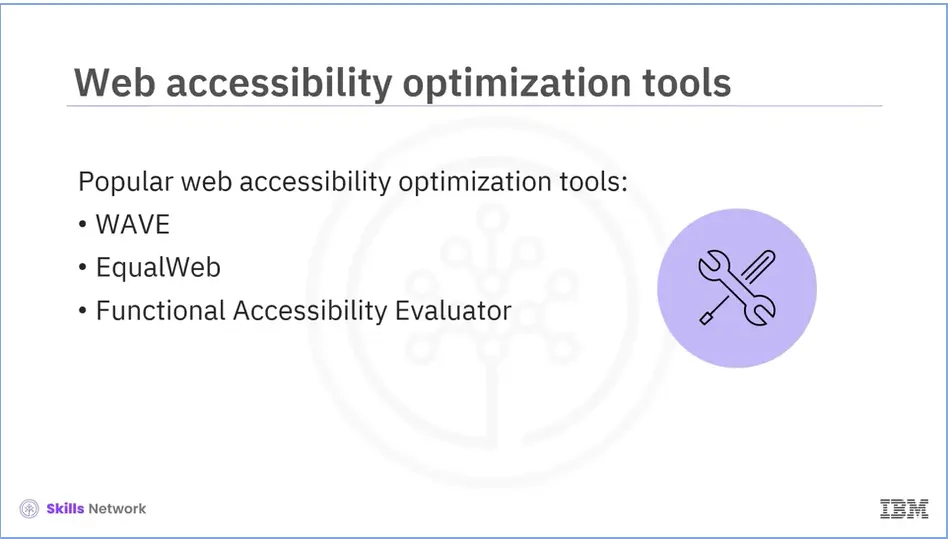 Web accessibility optimization tools
Popular web accessibility optimization tools:
• WAVE
• EqualWeb
• Functional Accessibility Evaluator
Skills Network
IBM